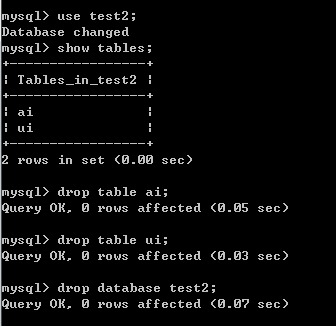 mysql> use test2;
Database changed
mysql> show tables;
+-----------------+
| Tables_in_test2 |
+-----------------+
| ai              |
| ui              |
+-----------------+
2 rows in set (0.00 sec)
mysql> drop table ai;
Query OK, 0 rows affected (0.05 sec)
mysql> drop table ui;
Query OK, 0 rows affected (0.03 sec)
mysql> drop database test2;
Query OK, 0 rows affected (0.07 sec)